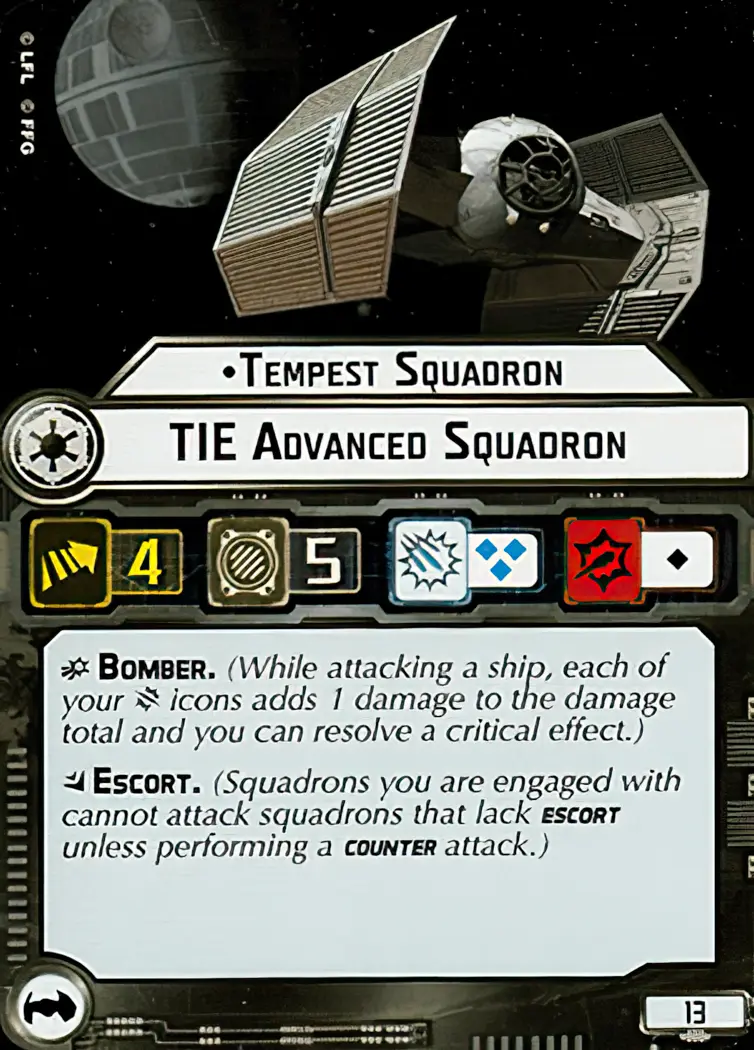 © LFL © FFG
•Tempest Squadron
TIE Advanced Squadron
4 5
Bomber. (While attacking a ship, each of
your icons adds 1 damage to the damage
total and you can resolve a critical effect.)
Escort. (Squadrons you are engaged with
cannot attack squadrons that lack ESCORT
unless performing a COUNTER attack.)
13